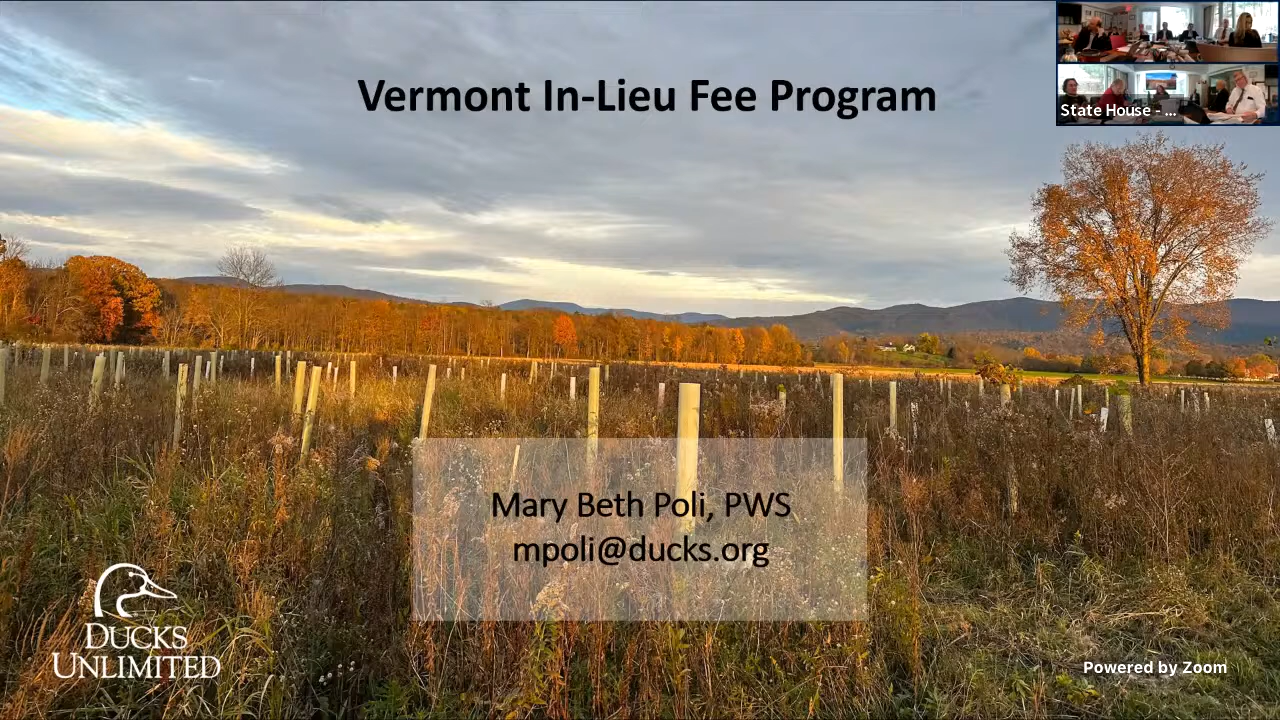 Vermont In-Lieu Fee Program
State House - ...
Mary Beth Poli, PWS
mpoli@ducks.org
DUCKS
UNLIMITED
Powered by Zoom